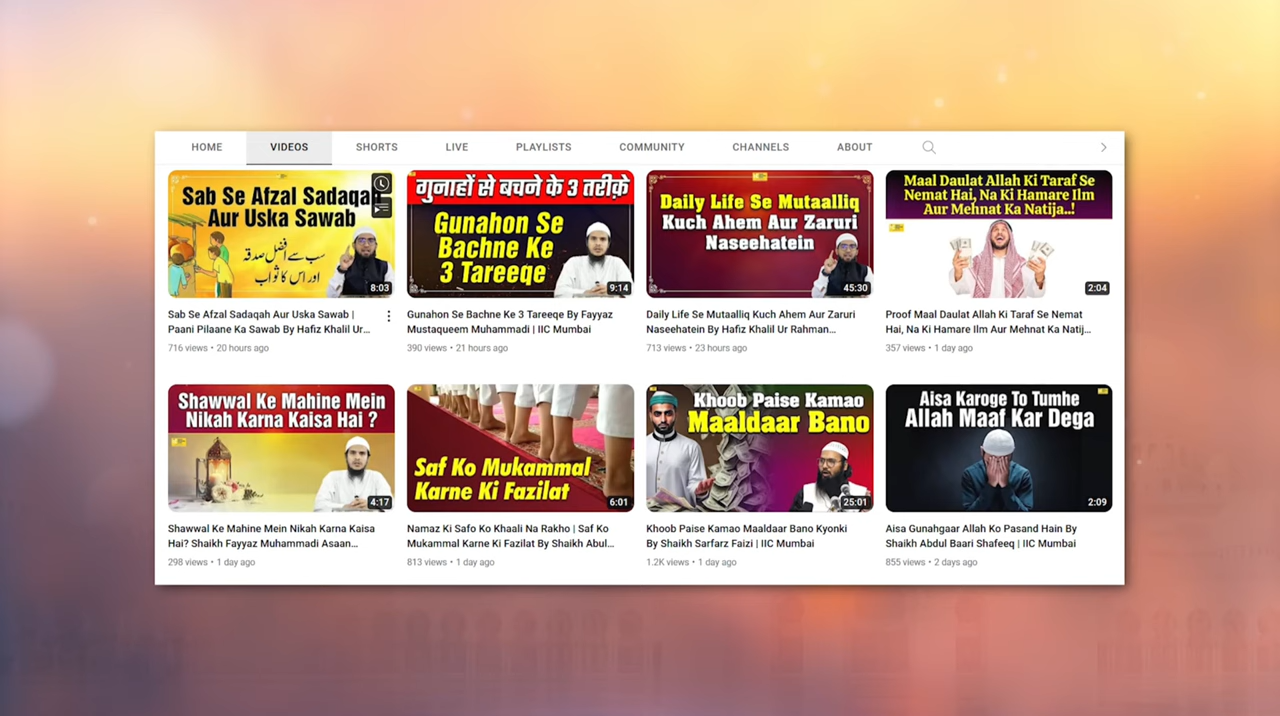 HOME
VIDEOS
SHORTS
LIVE
PLAYLISTS
COMMUNITY
CHANNELS
ABOUT
Sab Se Afzal Sadaqah
Aur Uska Sawab
سب سے افضل صدقہ
اور اس کا ثواب
8:03
Sab Se Afzal Sadaqah Aur Uska Sawab |
Paani Pilaane Ka Sawab By Hafiz Khalil Ur...
716 views • 20 hours ago
गुनाहों से बचने के 3 तरीक़े
Gunahon Se
Bachne Ke
3 Tareeqe
9:14
Gunahon Se Bachne Ke 3 Tareeqe By Fayyaz
Mustaqueem Muhammadi | IIC Mumbai
390 views • 21 hours ago
Daily Life Se Mutaalliq
Kuch Ahem Aur Zaruri
Naseehatein
45:30
Daily Life Se Mutaalliq Kuch Ahem Aur Zaruri
Naseehatein By Hafiz Khalil Ur Rahman...
713 views • 23 hours ago
Maal Daulat Allah Ki Taraf Se
Nemat Hai, Na Ki Hamare Ilm
Aur Mehnat Ka Natija..!
2:04
Proof Maal Daulat Allah Ki Taraf Se Nemat
Hai, Na Ki Hamare Ilm Aur Mehnat Ka Natij...
357 views • 1 day ago
Shawwal Ke Mahine Mein
Nikah Karna Kaisa Hai ?
4:17
Shawwal Ke Mahine Mein Nikah Karna Kaisa
Hai? Shaikh Fayyaz Muhammadi Asaan...
298 views • 1 day ago
Saf Ko Mukammal
Karne Ki Fazilat
6:01
Namaz Ki Safo Ko Khaali Na Rakho | Saf Ko
Mukammal Karne Ki Fazilat By Shaikh Abul...
813 views • 1 day ago
Khoob Paise Kamao
Maaldaar Bano
25:01
Khoob Paise Kamao Maaldaar Bano Kyonki
By Shaikh Sarfarz Faizi | IIC Mumbai
1.2K views • 1 day ago
Aisa Karoge To Tumhe
Allah Maaf Kar Dega
2:09
Aisa Gunahgaar Allah Ko Pasand Hain By
Shaikh Abdul Baari Shafeeq | IIC Mumbai
855 views • 2 days ago